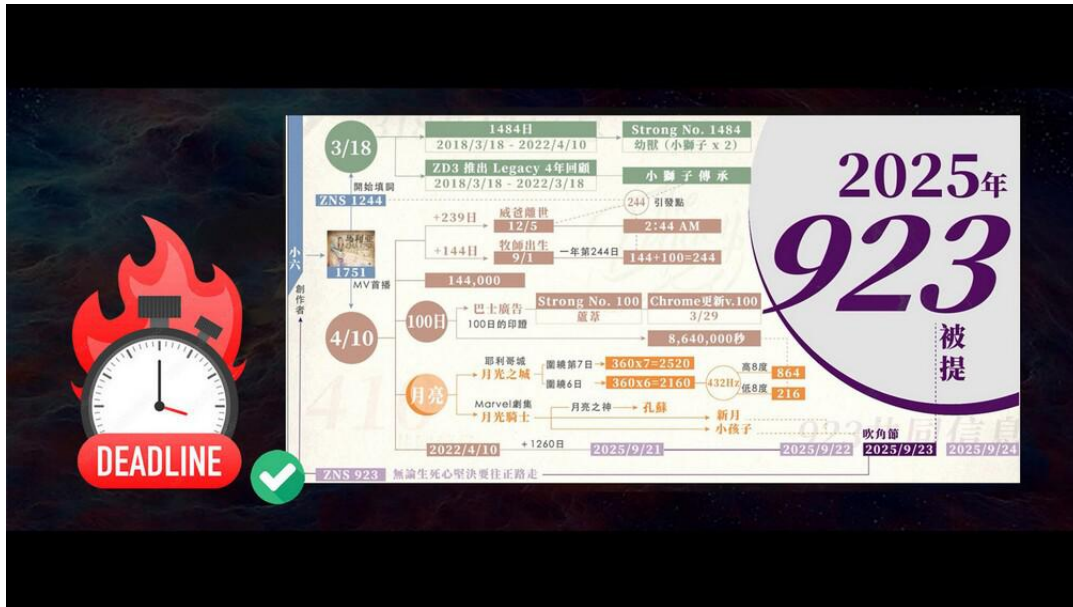 3/18
1484日
2018/3/18 - 2022/4/10
Strong No. 1484
幼獸（小獅子 x 2）
ZD3 推出 Legacy 4年回顧
2018/3/18 - 2022/3/18
小獅子傳承
開始填詞
ZNS 1244
小六
創作者
1751
MV首播
+239日
威爸離世
12/5
244
引發點
2:44 AM
+144日
牧師出生
9/1
一年第244日
144+100=244
144,000
4/10
100日
巴士廣告
100日的印證
Strong No. 100
蘆葦
Chrome更新v.100
3/29
8,640,000秒
月亮
耶利哥城
月光之城
圍繞第7日
360x7=2520
圍繞6日
360x6=2160
432Hz
高8度
864
低8度
216
Marvel劇集
月光騎士
月亮之神
孔蘇
新月
小孩子
2022/4/10
+1260日
2025/9/21
2025/9/22
吹角節
2025/9/23
2025/9/24
ZNS 923
無論生死心堅決要往正路走
2025年
923
被提
DEADLINE